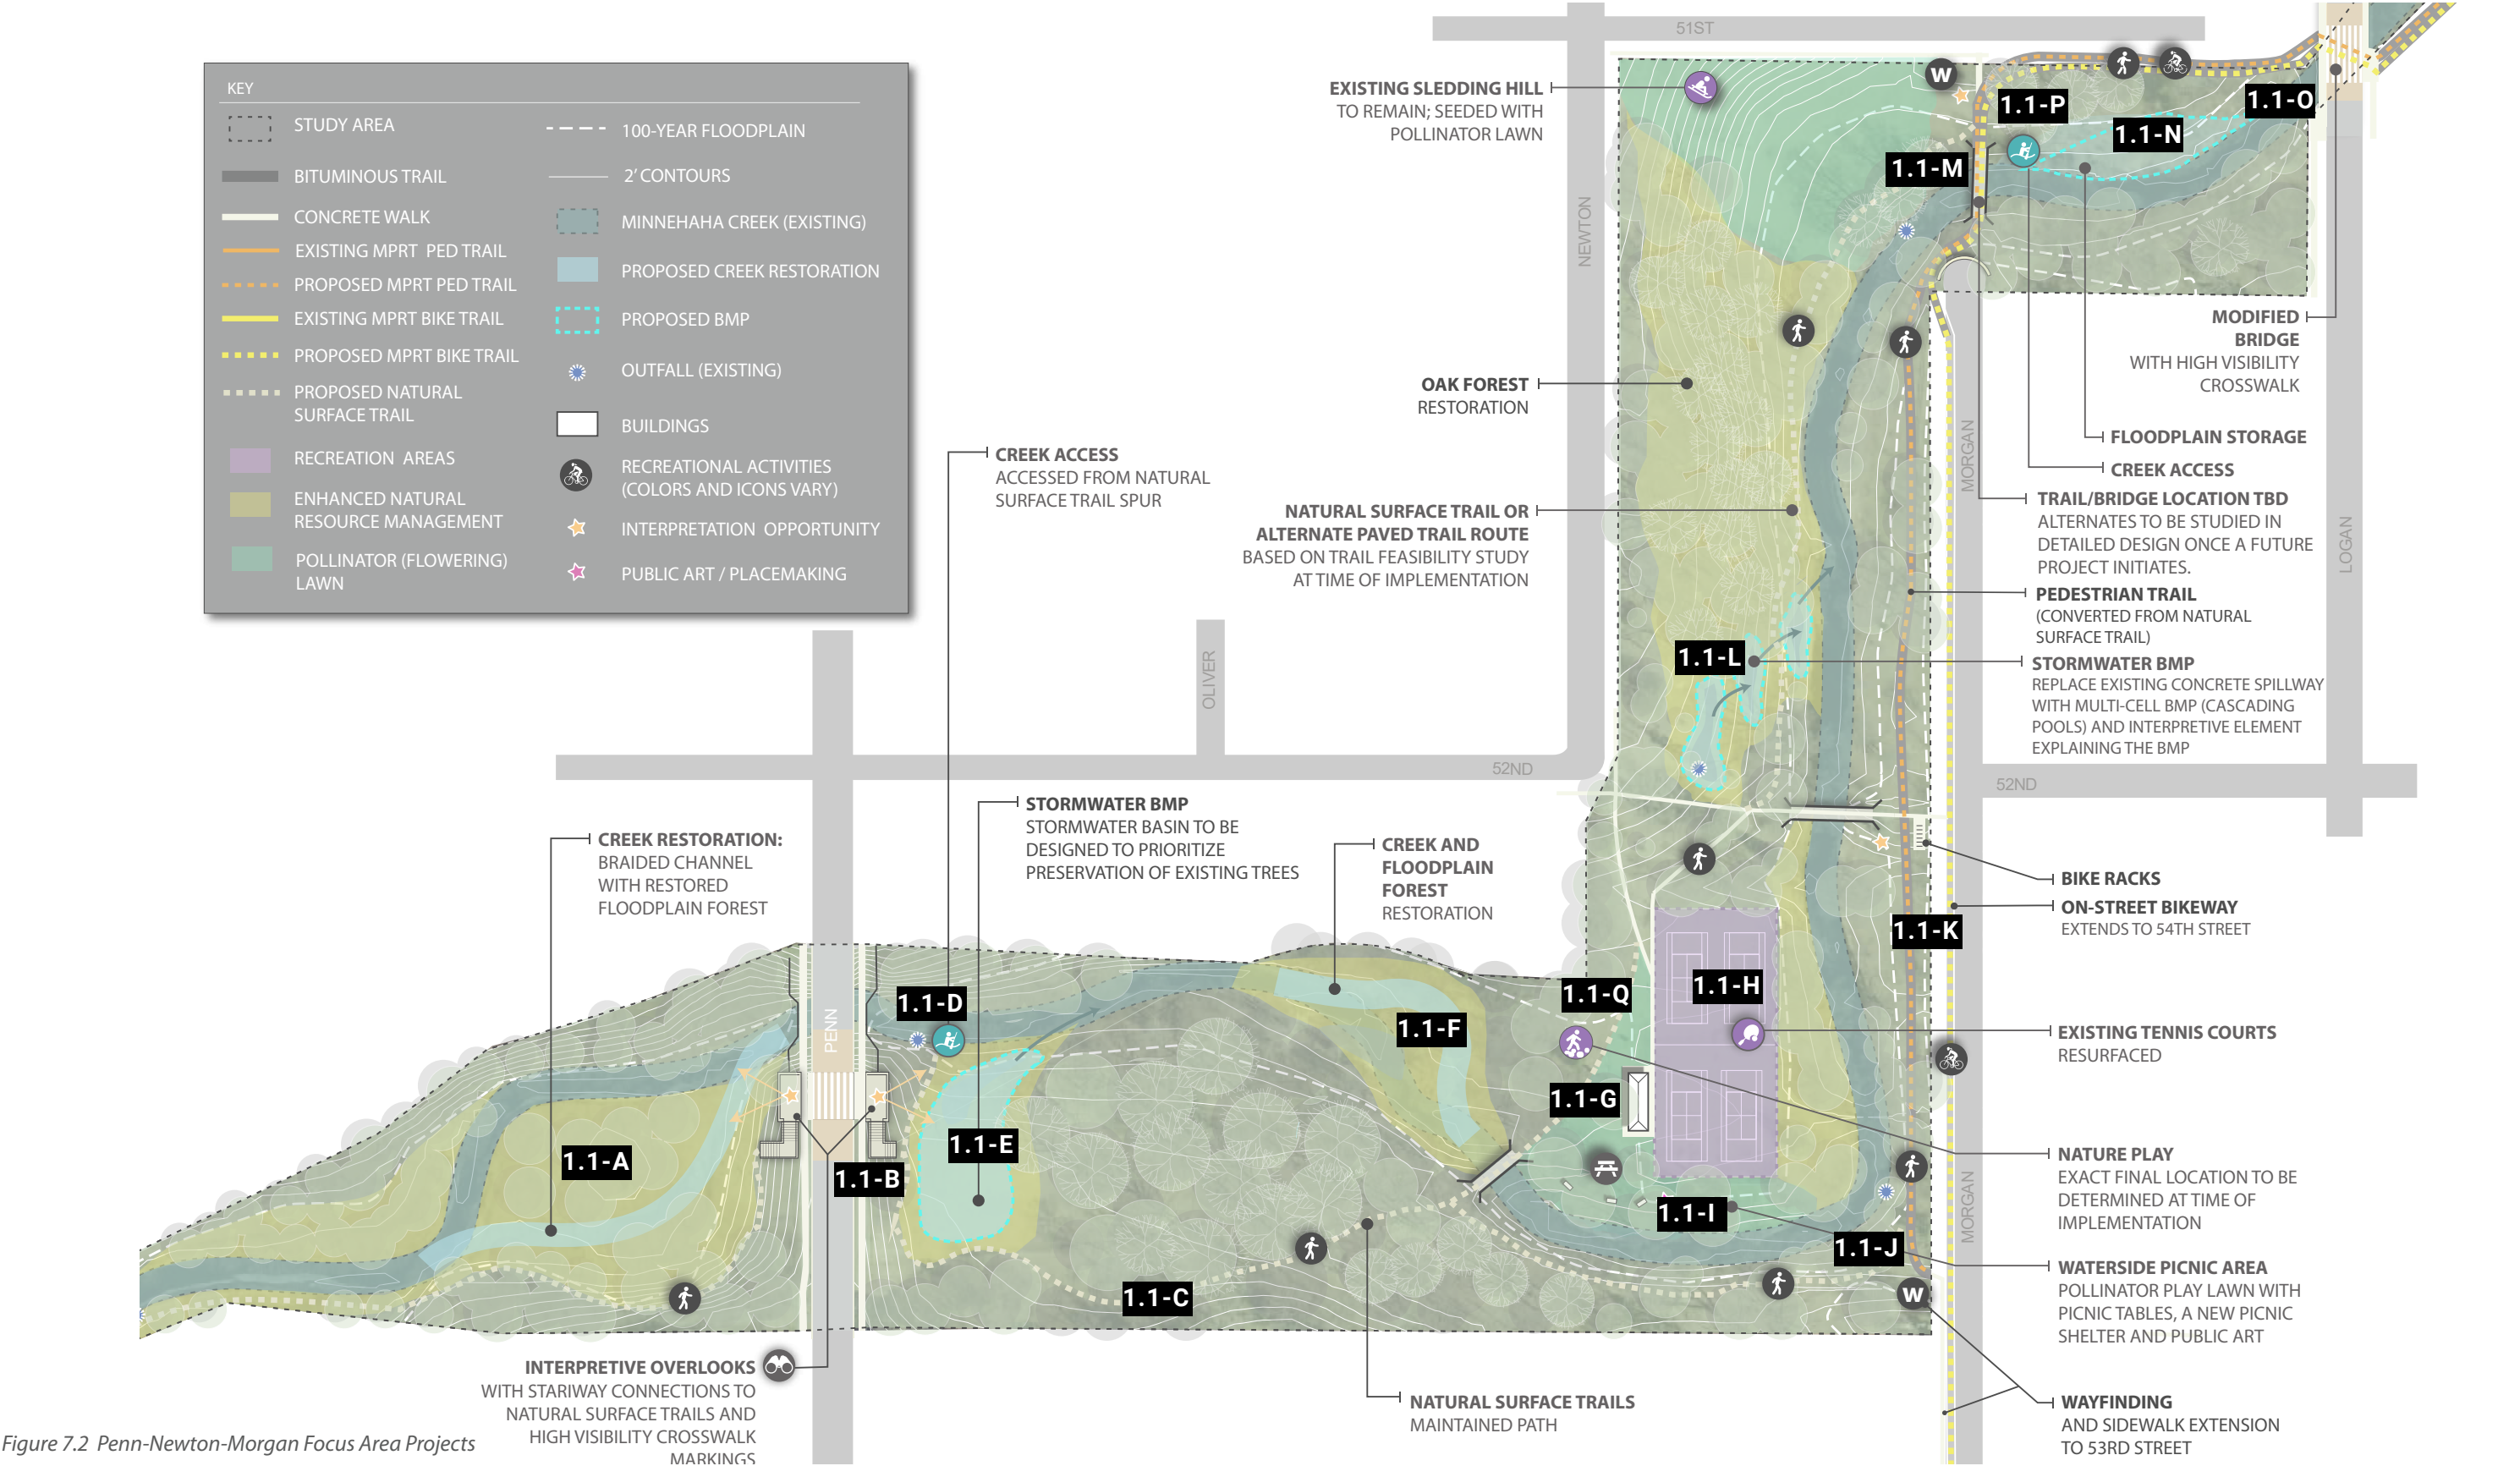 KEY
STUDY AREA
BITUMINOUS TRAIL
CONCRETE WALK
EXISTING MPRT PED TRAIL
PROPOSED MPRT PED TRAIL
EXISTING MPRT BIKE TRAIL
PROPOSED MPRT BIKE TRAIL
PROPOSED NATURAL
SURFACE TRAIL
RECREATION AREAS
ENHANCED NATURAL
RESOURCE MANAGEMENT
POLLINATOR (FLOWERING)
LAWN
100-YEAR FLOODPLAIN
2' CONTOURS
MINNEHAHA CREEK (EXISTING)
PROPOSED CREEK RESTORATION
PROPOSED BMP
OUTFALL (EXISTING)
BUILDINGS
RECREATIONAL ACTIVITIES
(COLORS AND ICONS VARY)
INTERPRETATION OPPORTUNITY
PUBLIC ART / PLACEMAKING
51ST
EXISTING SLEDDING HILL
TO REMAIN; SEEDED WITH
POLLINATOR LAWN
W
1.1-P
1.1-O
1.1-N
1.1-M
NEWTON
MODIFIED
BRIDGE
WITH HIGH VISIBILITY
CROSSWALK
OAK FOREST
RESTORATION
MORGAN
FLOODPLAIN STORAGE
CREEK ACCESS
CREEK ACCESS
ACCESSED FROM NATURAL
SURFACE TRAIL SPUR
NATURAL SURFACE TRAIL OR
ALTERNATE PAVED TRAIL ROUTE
BASED ON TRAIL FEASIBILITY STUDY
AT TIME OF IMPLEMENTATION
TRAIL/BRIDGE LOCATION TBD
ALTERNATES TO BE STUDIED IN
DETAILED DESIGN ONCE A FUTURE
PROJECT INITIATES.
LOGAN
PEDESTRIAN TRAIL
(CONVERTED FROM NATURAL
SURFACE TRAIL)
1.1-L
STORMWATER BMP
REPLACE EXISTING CONCRETE SPILLWAY
WITH MULTI-CELL BMP (CASCADING
POOLS) AND INTERPRETIVE ELEMENT
EXPLAINING THE BMP
OLIVER
52ND
52ND
CREEK RESTORATION:
BRAIDED CHANNEL
WITH RESTORED
FLOODPLAIN FOREST
STORMWATER BMP
STORMWATER BASIN TO BE
DESIGNED TO PRIORITIZE
PRESERVATION OF EXISTING TREES
CREEK AND
FLOODPLAIN
FOREST
RESTORATION
BIKE RACKS
ON-STREET BIKEWAY
EXTENDS TO 54TH STREET
1.1-K
1.1-H
1.1-Q
1.1-D
PENN
1.1-F
EXISTING TENNIS COURTS
RESURFACED
1.1-G
1.1-E
1.1-A
1.1-B
NATURE PLAY
EXACT FINAL LOCATION TO BE
DETERMINED AT TIME OF
IMPLEMENTATION
1.1-I
MORGAN
1.1-J
1.1-C
W
WATERSIDE PICNIC AREA
POLLINATOR PLAY LAWN WITH
PICNIC TABLES, A NEW PICNIC
SHELTER AND PUBLIC ART
INTERPRETIVE OVERLOOKS
WITH STARIWAY CONNECTIONS TO
NATURAL SURFACE TRAILS AND
HIGH VISIBILITY CROSSWALK
MARKINGS
NATURAL SURFACE TRAILS
MAINTAINED PATH
WAYFINDING
AND SIDEWALK EXTENSION
TO 53RD STREET
Figure 7.2 Penn-Newton-Morgan Focus Area Projects